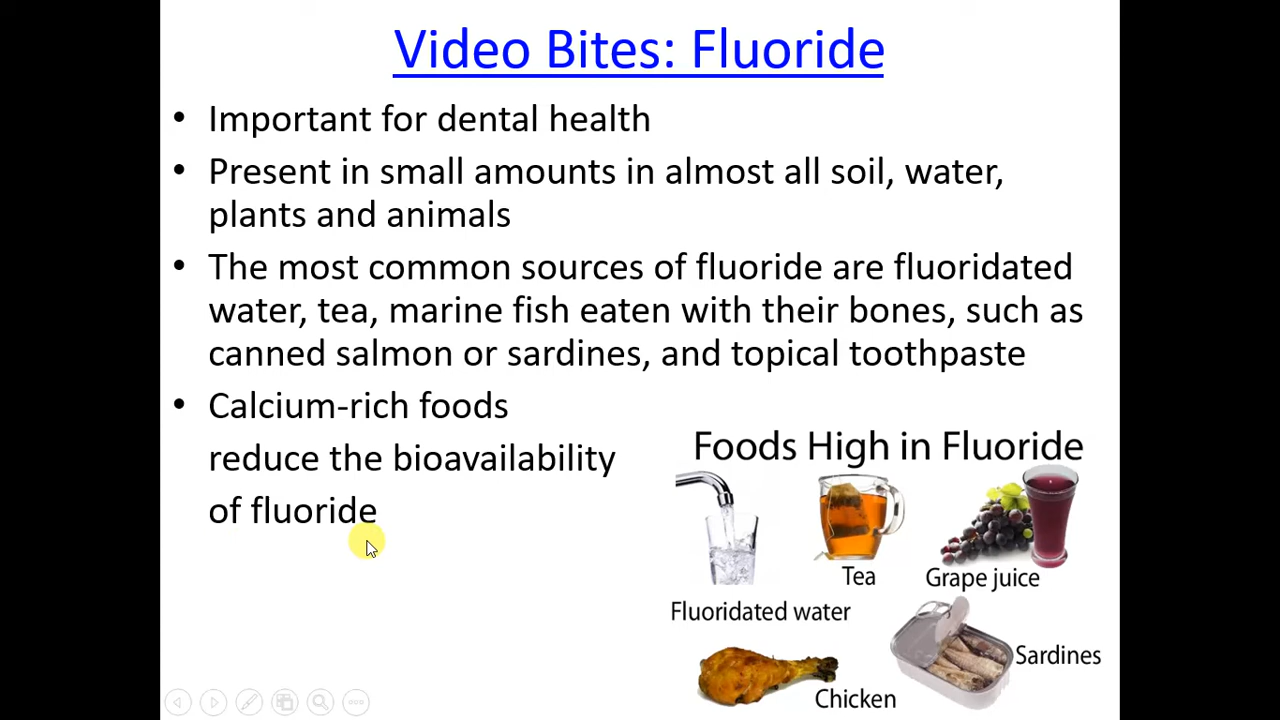 Video Bites: Fluoride
• Important for dental health
• Present in small amounts in almost all soil, water,
plants and animals
• The most common sources of fluoride are fluoridated
water, tea, marine fish eaten with their bones, such as
canned salmon or sardines, and topical toothpaste
• Calcium-rich foods
reduce the bioavailability
of fluoride
Foods High in Fluoride
Tea
Grape juice
Fluoridated water
Sardines
Chicken